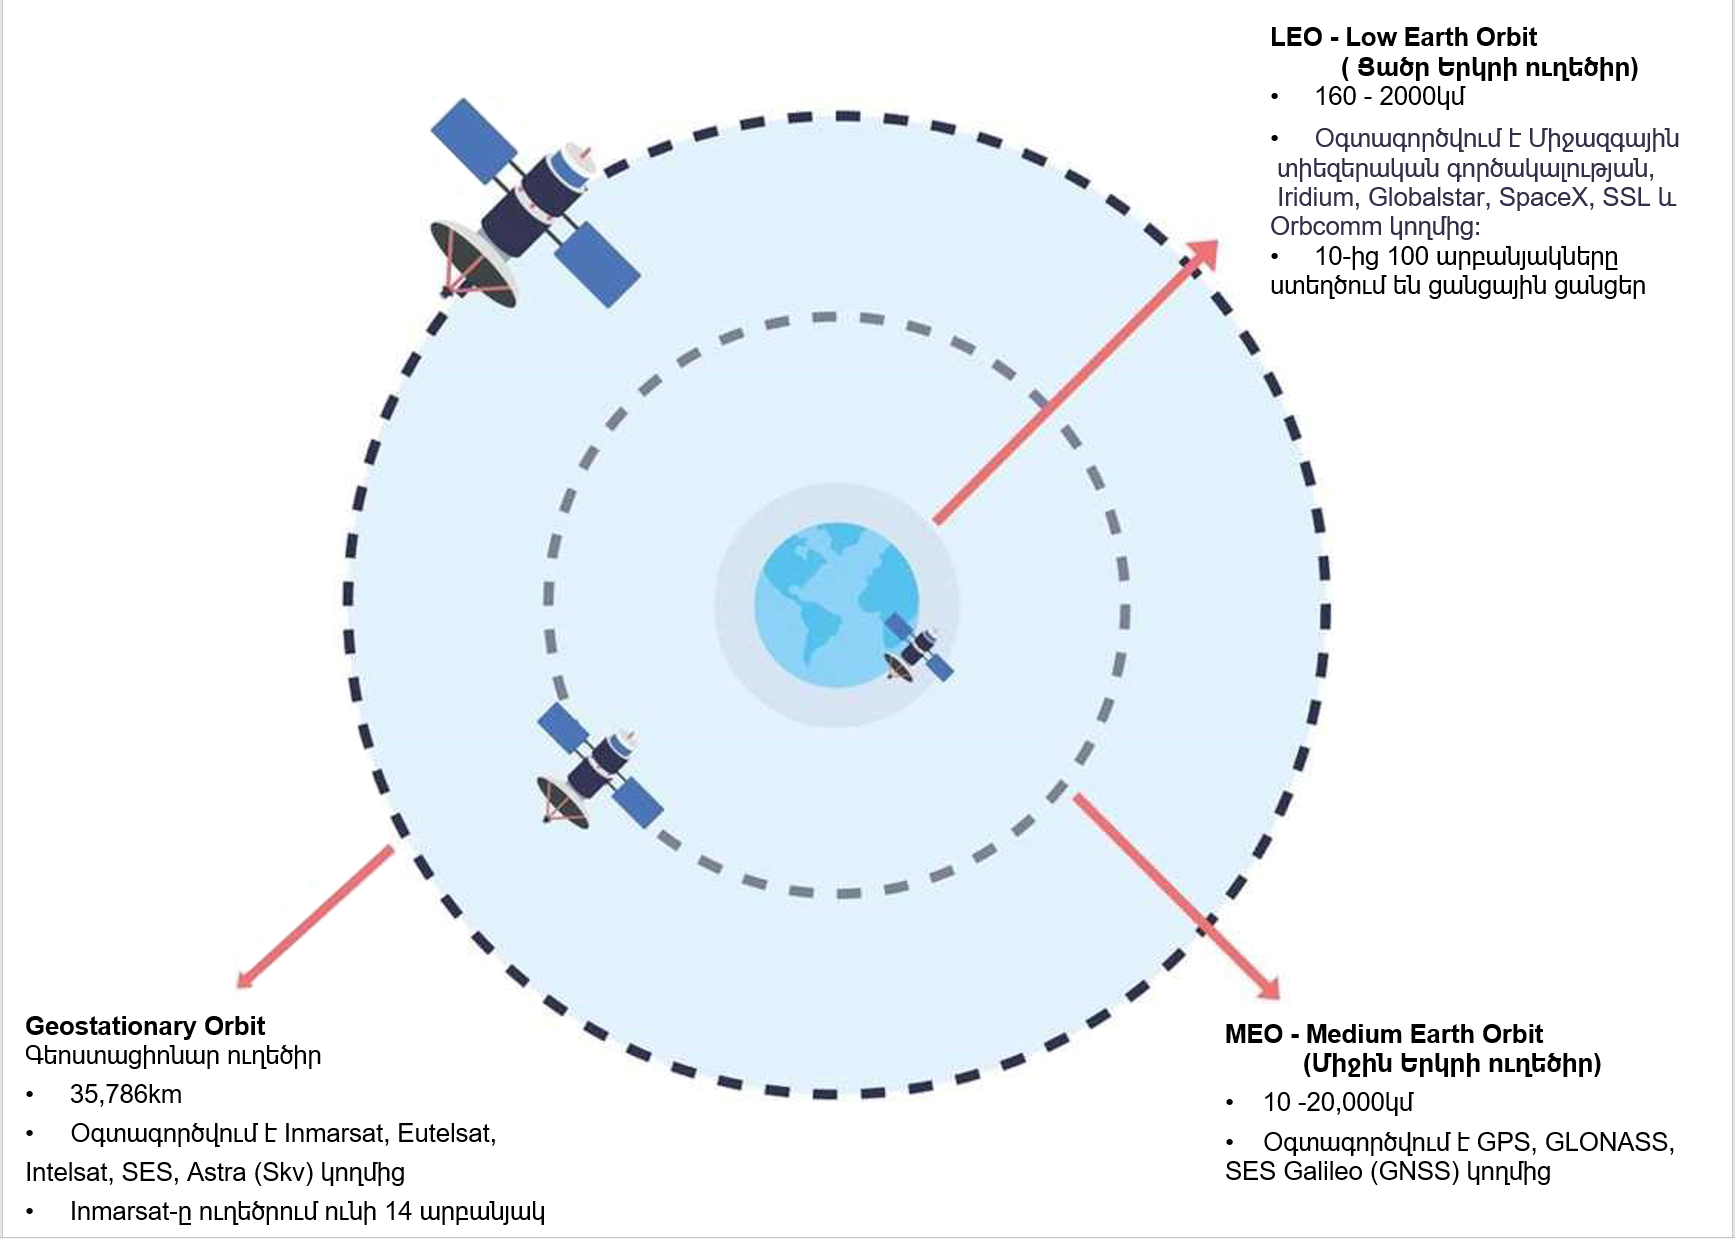 LEO - Low Earth Orbit
( Ցածր Երկրի ուղեծիր)
• 160 - 2000կմ
• Օգտագործվում է Միջազգային
տիեզերական գործակալության,
Iridium, Globalstar, SpaceX, SSL և
Orbcomm կողմից:
• 10-ից 100 արբանյակները
ստեղծում են ցանցային ցանցեր
Geostationary Orbit
Գեոստացիոնար ուղեծիր
• 35,786km
• Օգտագործվում է Inmarsat, Eutelsat,
Intelsat, SES, Astra (Skv) կողմից
• Inmarsat-ը ուղեծրում ունի 14 արբանյակ
MEO - Medium Earth Orbit
(Միջին Երկրի ուղեծիր)
• 10 -20,000կմ
• Օգտագործվում է GPS, GLONASS,
SES Galileo (GNSS) կողմից